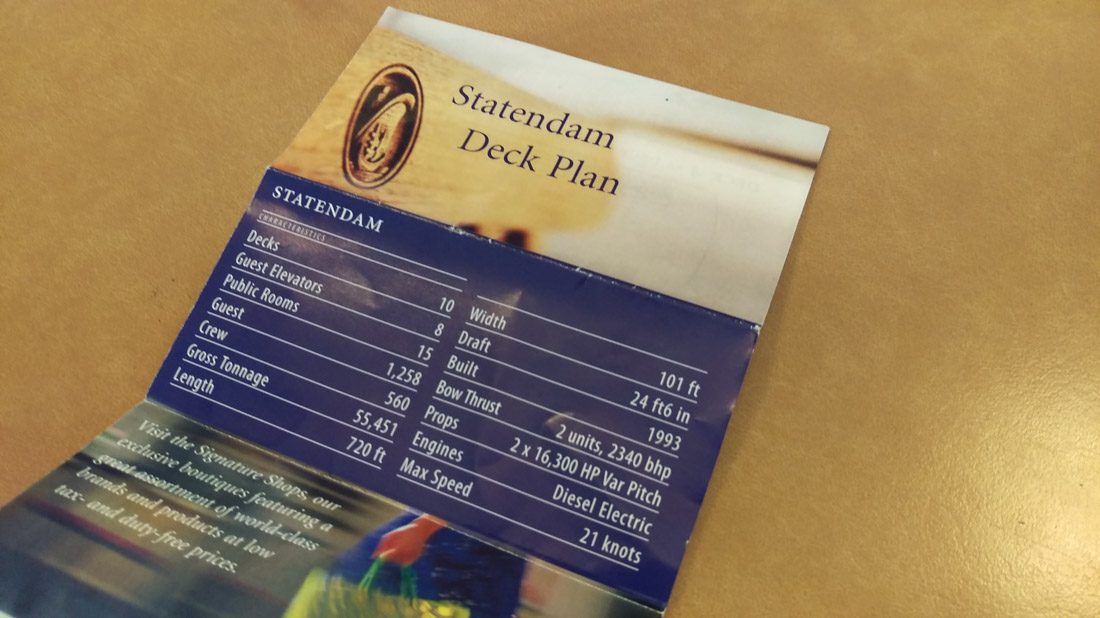 Statendam
Deck Plan
STATENDAM
CHARACTERISTICS
Decks 10
Guest Elevators 8
Public Rooms 15
Guest 1,258
Crew 560
Gross Tonnage 55,451
Length 720 ft
Width 101 ft
Draft 24 ft6 in
Built 1993
Bow Thrust 2 units, 2340 bhp
Props 2 x 16,300 HP Var Pitch
Engines Diesel Electric
Max Speed 21 knots
Visit the Signature Shops, our
exclusive boutiques featuring a
great assortment of world-class
brands and products at low
tax- and duty-free prices.